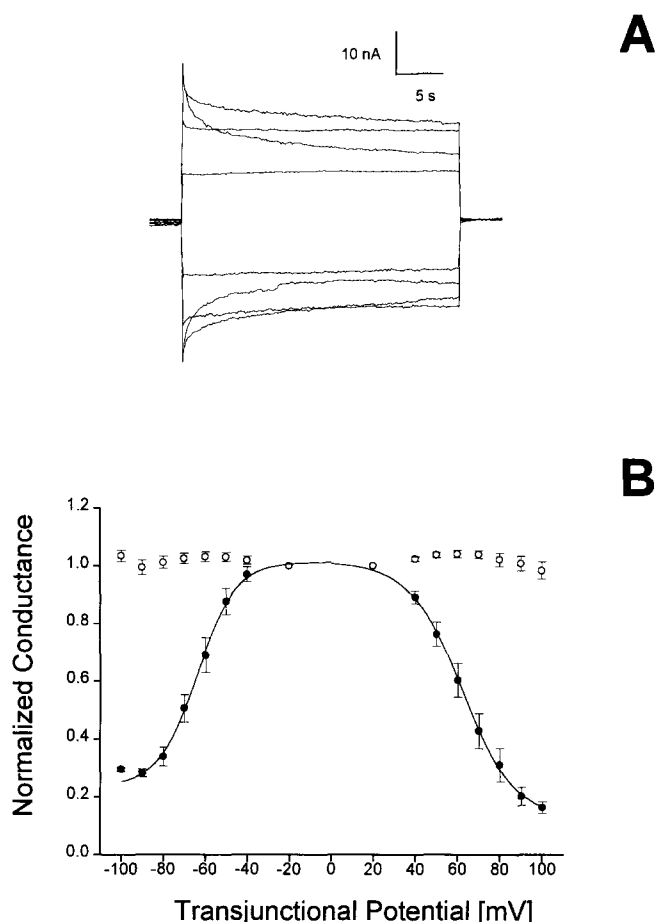 A
10 nA
5 s
B
Normalized Conductance
1.2
1.0
0.8
0.6
0.4
0.2
0.0
-100 -80 -60 -40 -20 0 20 40 60 80 100
Transjunctional Potential [mV]